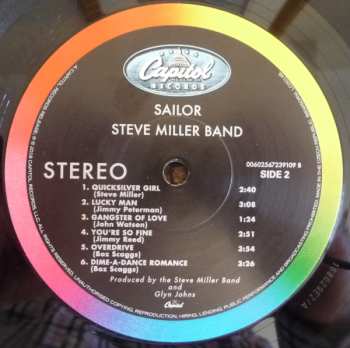 Capitol
RECORDS
SAILOR
STEVE MILLER BAND
00602567239109 B
STEREO
SIDE 2
1. QUICKSILVER GIRL 2:40
(Steve Miller)
2. LUCKY MAN 3:08
(Jimmy Peterman)
3. GANGSTER OF LOVE 1:24
(John Watson)
4. YOU'RE SO FINE 2:51
(Jimmy Reed)
5. OVERDRIVE 3:54
(Boz Scaggs)
6. DIME-A-DANCE ROMANCE 3:26
(Boz Scaggs)
Produced by the Steve Miller Band
and
Glyn Johns
Capitol